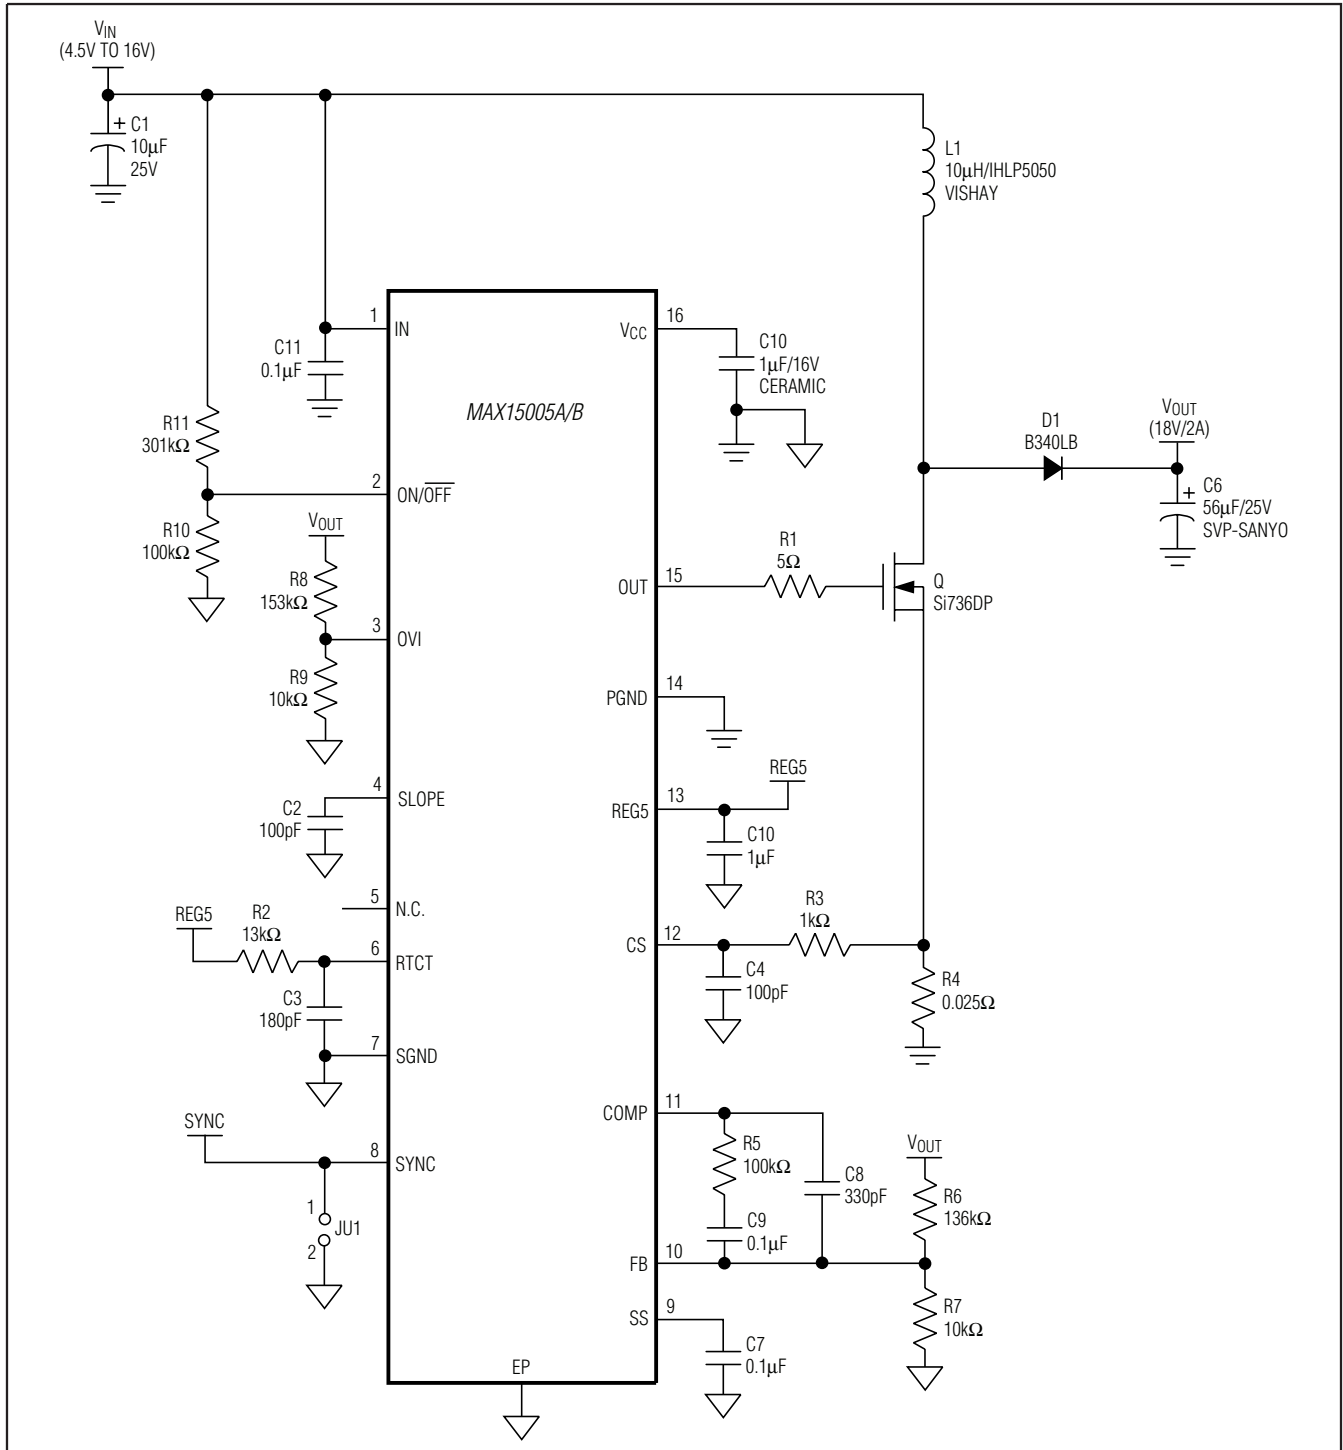 VIN
(4.5V TO 16V)
+ C1
10μF
25V
L1
10μH/IHLP5050
VISHAY
1
IN
C11
0.1μF
16
VCC
C10
1μF/16V
CERAMIC
MAX15005A/B
R11
301kΩ
2
ON/OFF
R10
100kΩ
D1
B340LB
VOUT
(18V/2A)
+ C6
56μF/25V
SVP-SANYO
VOUT
R8
153kΩ
3
OVI
R9
10kΩ
15
OUT
R1
5Ω
Q
Si736DP
14
PGND
4
SLOPE
C2
100pF
REG5
13
REG5
C10
1μF
5
N.C.
REG5
R2
13kΩ
6
RTCT
C3
180pF
12
CS
R3
1kΩ
C4
100pF
R4
0.025Ω
7
SGND
SYNC
8
SYNC
1
2
JU1
11
COMP
R5
100kΩ
C8
330pF
C9
0.1μF
VOUT
R6
136kΩ
10
FB
R7
10kΩ
9
SS
C7
0.1μF
EP